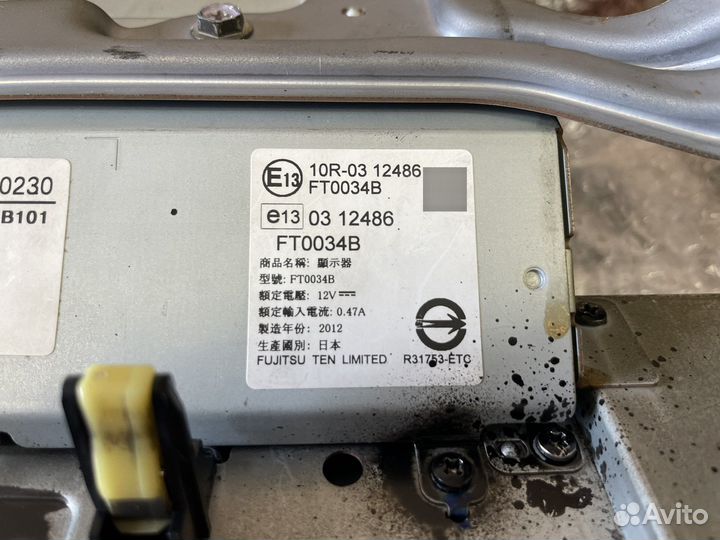 0230
B101
E13 10R-03 12486
FT0034B
e13 03 12486
FT0034B
商品名稱: 顯示器
型號: FT0034B
額定電壓: 12V
額定輸入電流: 0.47A
製造年份: 2012
生產國別: 日本
FUJITSU TEN LIMITED R31753-ETC
Avito